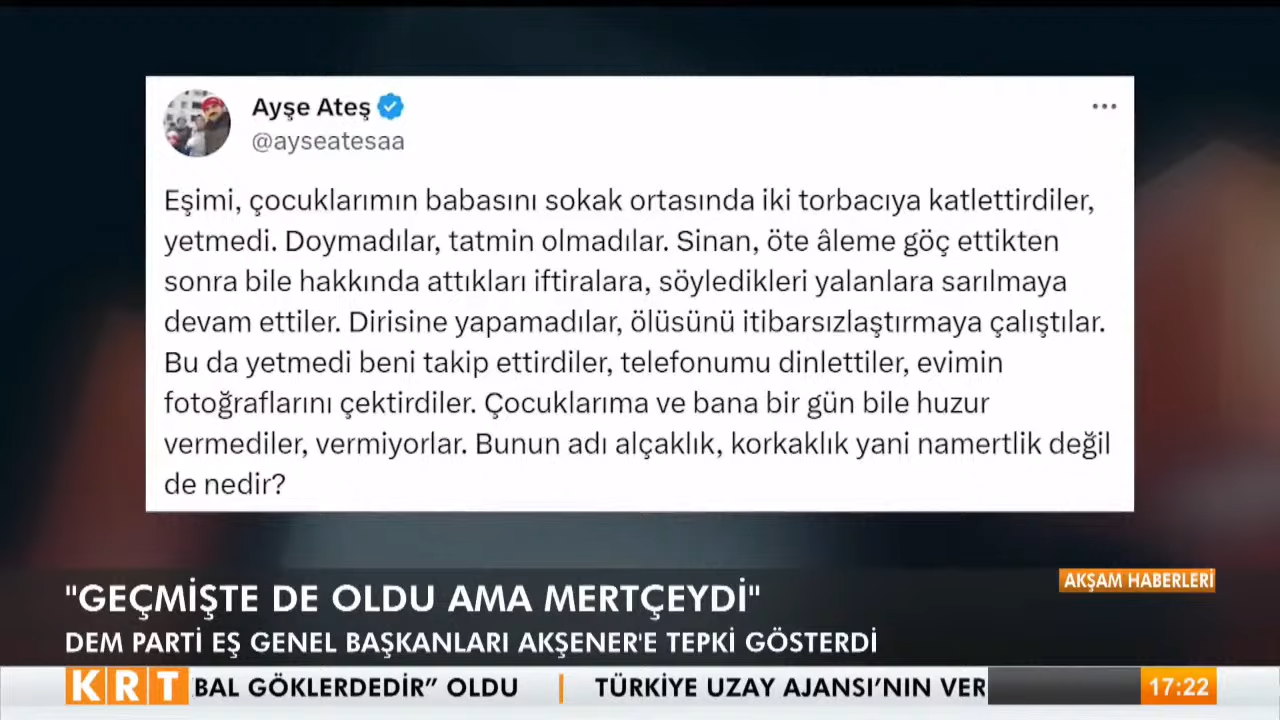 Ayşe Ateş
@ayseatesaa
Eşimi, çocuklarımın babasını sokak ortasında iki torbacıya katlettirdiler,
yetmedi. Doymadılar, tatmin olmadılar. Sinan, öte âleme göç ettikten
sonra bile hakkında attıkları iftiralara, söyledikleri yalanlara sarılmaya
devam ettiler. Dirisine yapamadılar, ölüsünü itibarsızlaştırmaya çalıştılar.
Bu da yetmedi beni takip ettirdiler, telefonumu dinlettiler, evimin
fotoğraflarını çektirdiler. Çocuklarıma ve bana bir gün bile huzur
vermediler, vermiyorlar. Bunun adı alçaklık, korkaklık yani namertlik değil
de nedir?
AKŞAM HABERLERİ
"GEÇMİŞTE DE OLDU AMA MERTÇEYDİ"
DEM PARTİ EŞ GENEL BAŞKANLARI AKŞENER'E TEPKİ GÖSTERDİ
KRT BAL GÖKLERDEDİR” OLDU | TÜRKİYE UZAY AJANSI’NIN VER 17:22